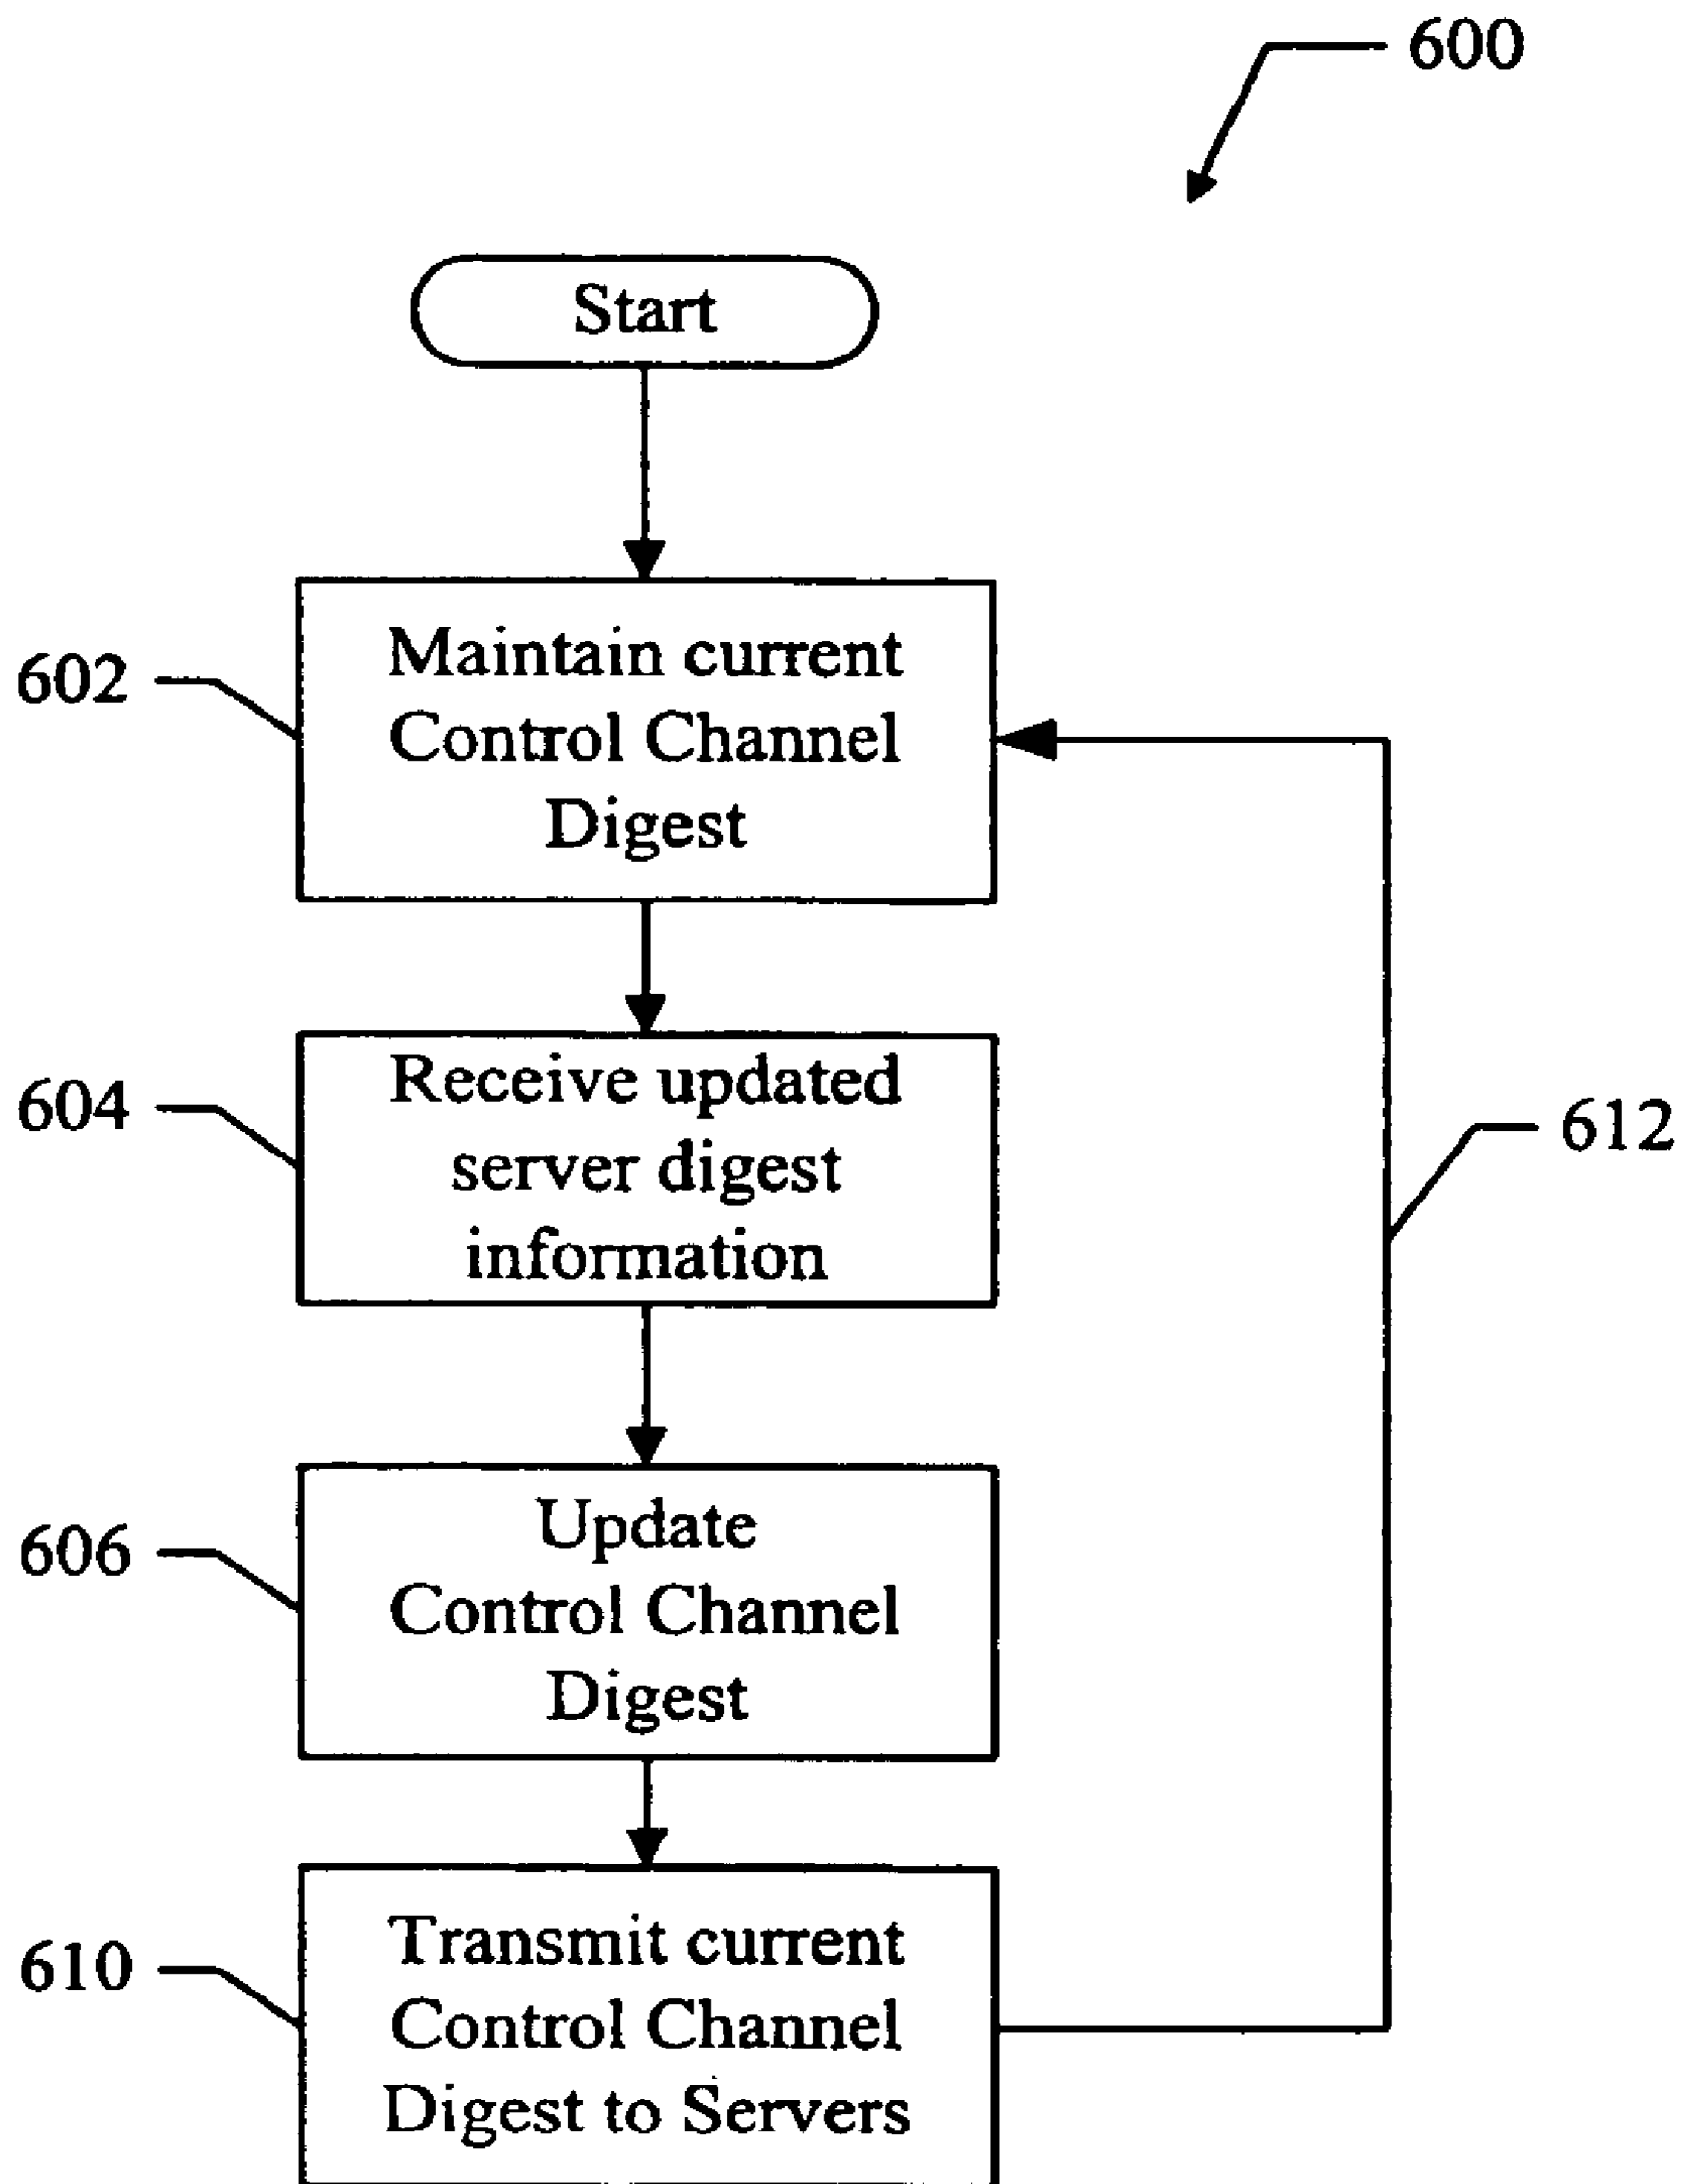 600
Start
602
Maintain current
Control Channel
Digest
604
Receive updated
server digest
information
612
606
Update
Control Channel
Digest
610
Transmit current
Control Channel
Digest to Servers